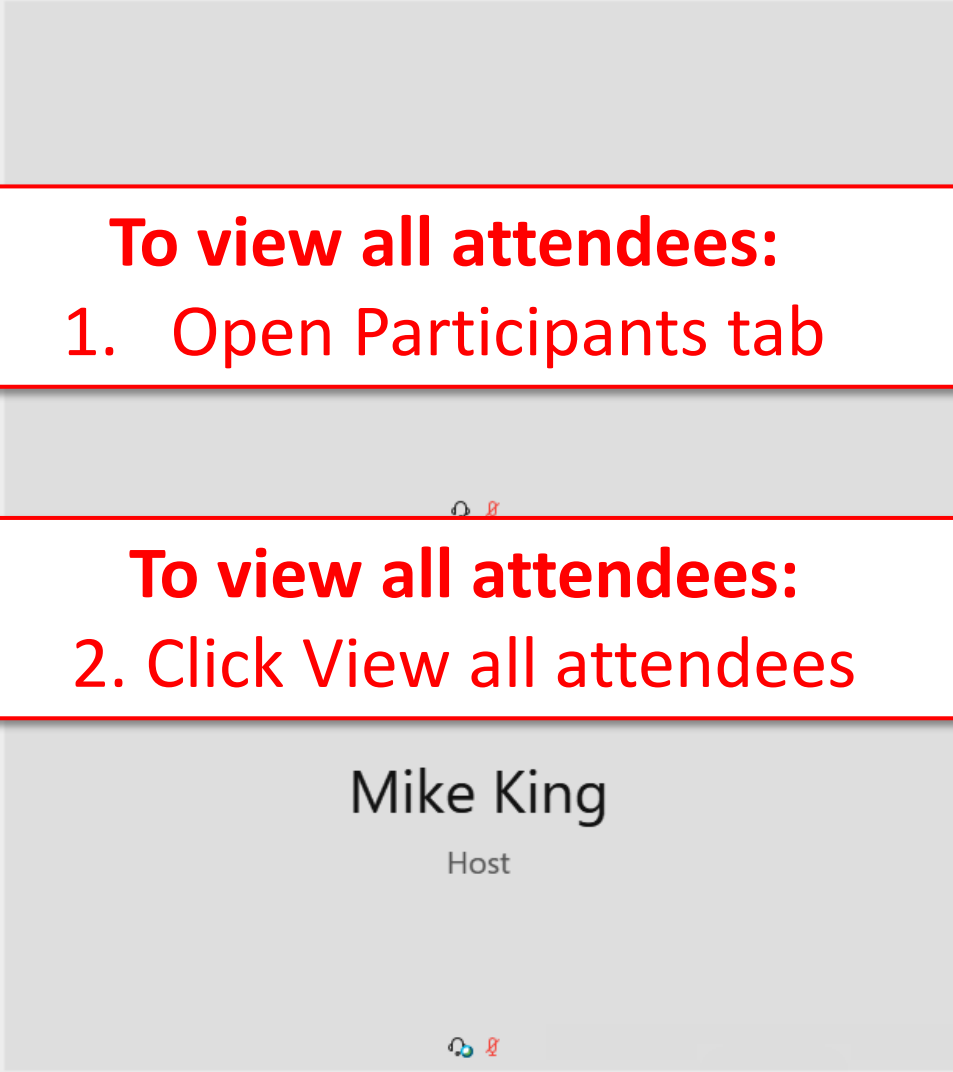 To view all attendees:
1. Open Participants tab
To view all attendees:
2. Click View all attendees
Mike King
Host